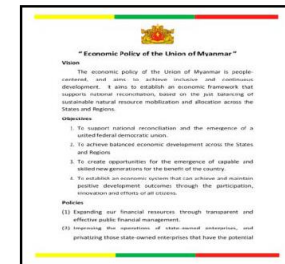 " Economic Policy of the Union of Myanmar "
Vision
The economic policy of the Union of Myanmar is people-
centered, and aims to achieve inclusive and continuous
development. It aims to establish an economic framework that
supports national reconciliation, based on the just balancing of
sustainable natural resource mobilization and allocation across the
States and Regions.
Objectives
1. To support national reconciliation and the emergence of a
united federal democratic union.
2. To achieve balanced economic development across the States
and Regions
3. To create opportunities for the emergence of capable and
skilled new generations for the benefit of the country.
4. To establish an economic system that can achieve and maintain
positive development outcomes through the participation,
innovation and efforts of all citizens.
Policies
(1) Expanding our financial resources through transparent and
effective public financial management.
(2) Improving the operations of state-owned enterprises, and
privatizing those state-owned enterprises that have the potential